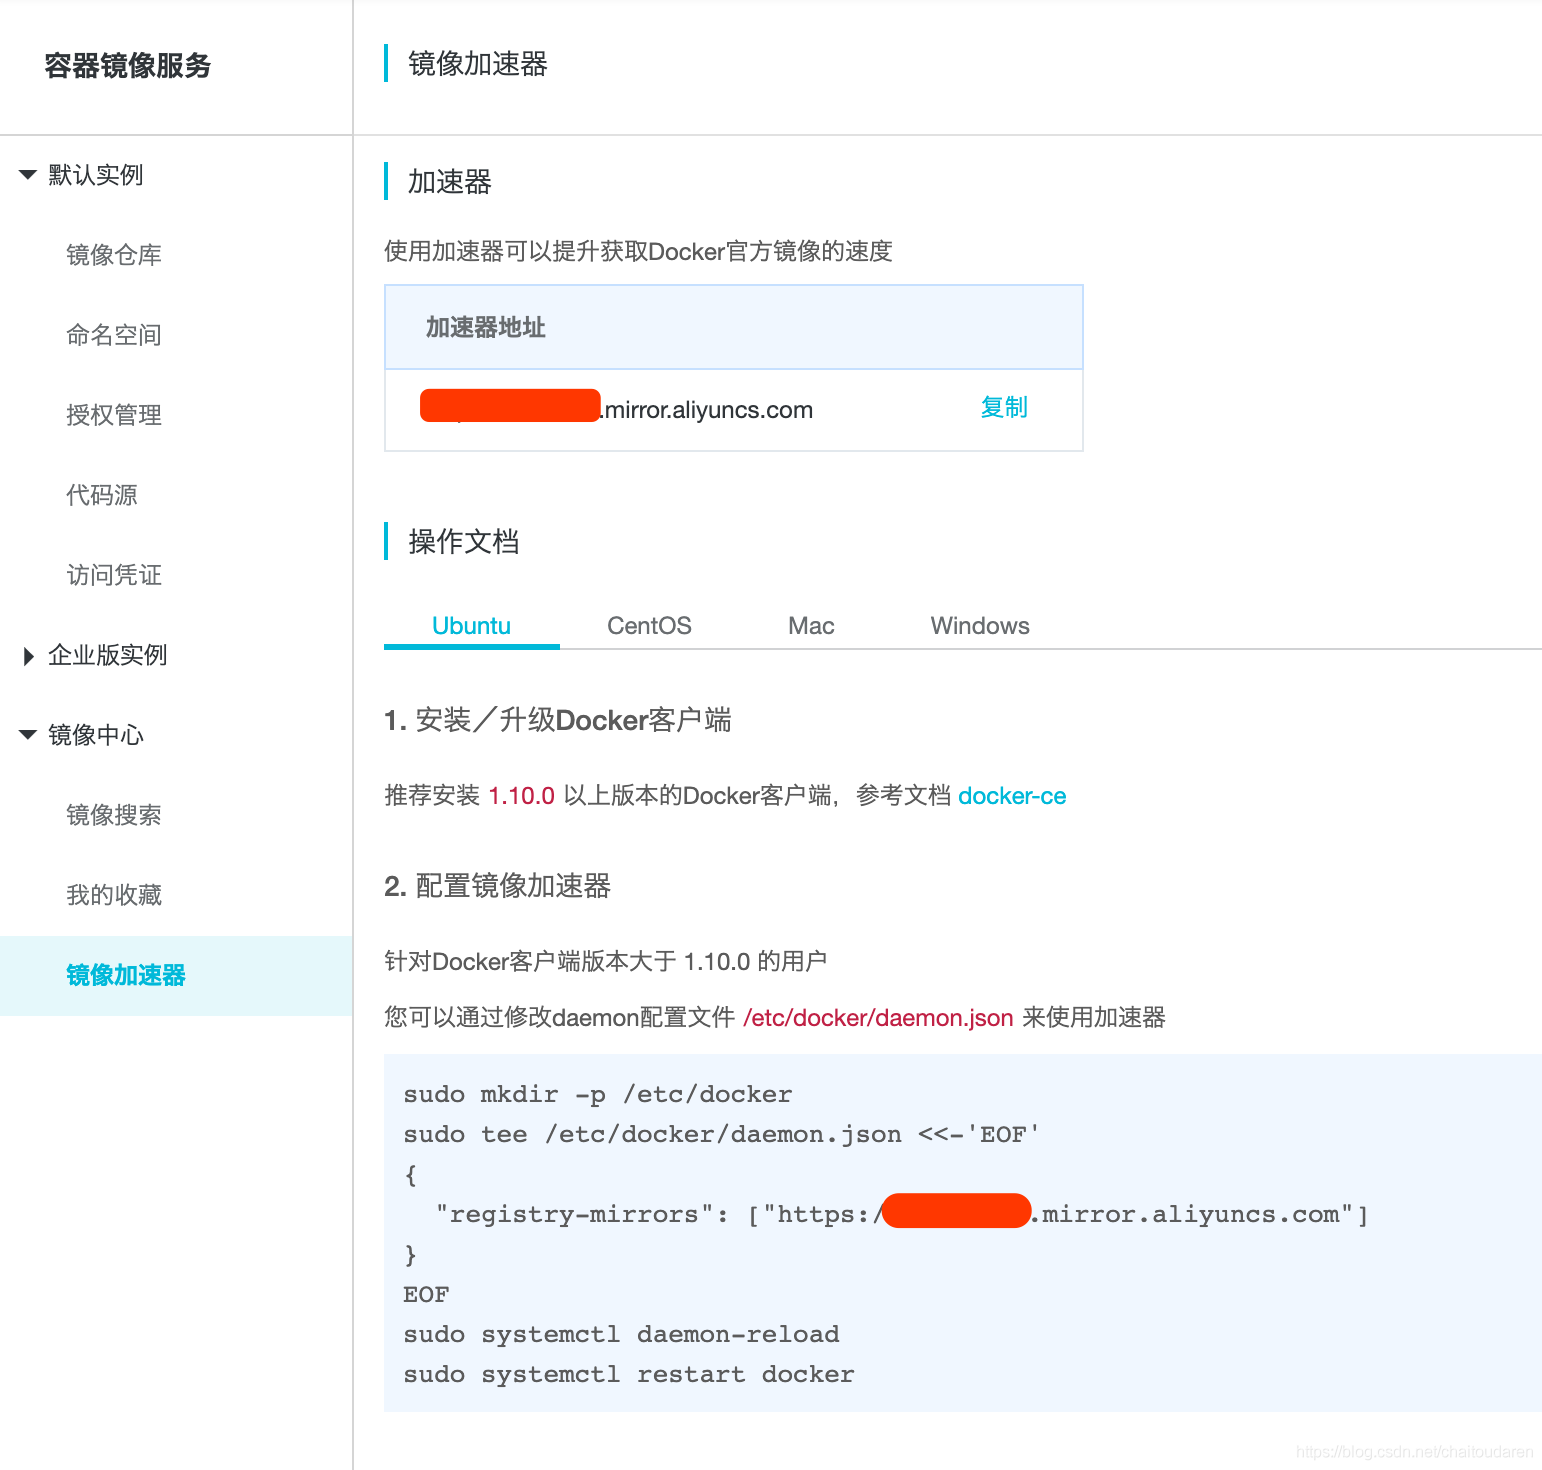 容器镜像服务
镜像加速器
默认实例
镜像仓库
命名空间
授权管理
代码源
访问凭证
企业版实例
镜像中心
镜像搜索
我的收藏
镜像加速器
加速器
使用加速器可以提升获取Docker官方镜像的速度
加速器地址
.mirror.aliyuncs.com 复制
操作文档
Ubuntu CentOS Mac Windows
1. 安装／升级Docker客户端
推荐安装 1.10.0 以上版本的Docker客户端，参考文档 docker-ce
2. 配置镜像加速器
针对Docker客户端版本大于 1.10.0 的用户
您可以通过修改daemon配置文件 /etc/docker/daemon.json 来使用加速器
sudo mkdir -p /etc/docker
sudo tee /etc/docker/daemon.json <<-'EOF'
{
"registry-mirrors": ["https:/ .mirror.aliyuncs.com"]
}
EOF
sudo systemctl daemon-reload
sudo systemctl restart docker
https://blog.csdn.net/chaitoudaren